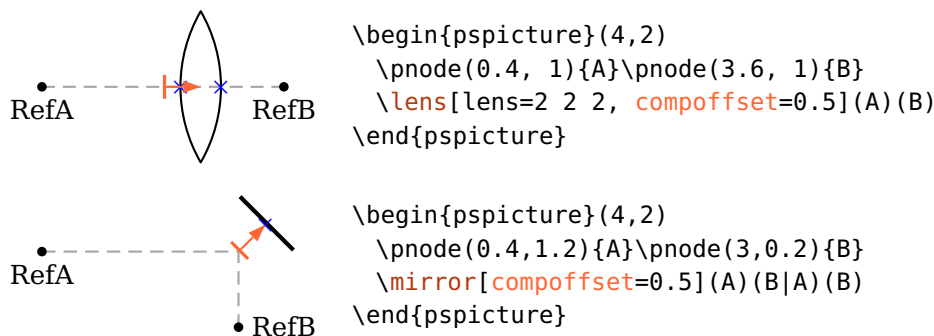 RefA
RefB
\begin{pspicture}(4,2)
  \pnode(0.4, 1){A}\pnode(3.6, 1){B}
  \lens[lens=2 2 2, compoffset=0.5](A)(B)
\end{pspicture}
RefA
RefB
\begin{pspicture}(4,2)
  \pnode(0.4,1.2){A}\pnode(3,0.2){B}
  \mirror[compoffset=0.5](A)(B|A)(B)
\end{pspicture}